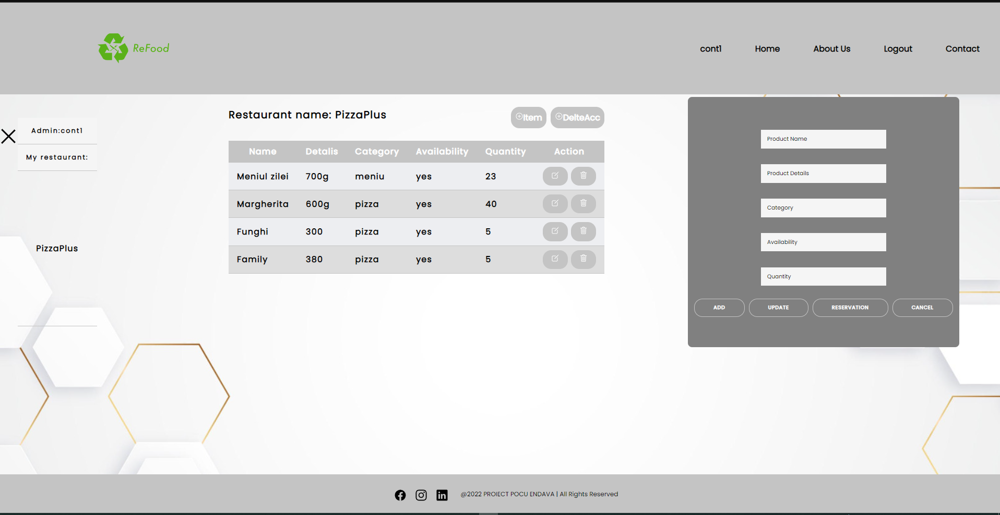 ReFood
cont1 Home About Us Logout Contact
Admin:cont1
My restaurant:
PizzaPlus
Restaurant name: PizzaPlus
Item DelteAcc
Name Detalis Category Availability Quantity Action
Meniul zilei 700g meniu yes 23
Margherita 600g pizza yes 40
Funghi 300 pizza yes 5
Family 380 pizza yes 5
Product Name
Product Details
Category
Availability
Quantity
ADD UPDATE RESERVATION CANCEL
@2022 PROIECT POCU ENDAVA | All Rights Reserved